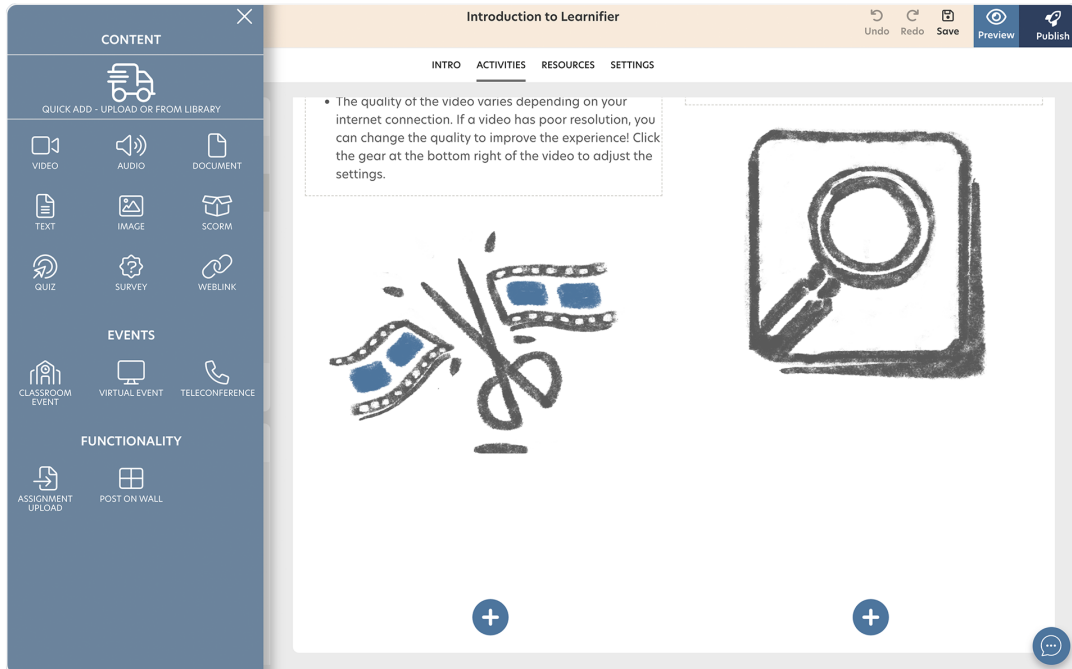 CONTENT
QUICK ADD - UPLOAD OR FROM LIBRARY
VIDEO
AUDIO
DOCUMENT
TEXT
IMAGE
SCORM
QUIZ
SURVEY
WEBLINK
EVENTS
CLASSROOM
EVENT
VIRTUAL EVENT
TELECONFERENCE
FUNCTIONALITY
ASSIGNMENT
UPLOAD
POST ON WALL
Introduction to Learnifier
Undo
Redo
Save
Preview
Publish
INTRO
ACTIVITIES
RESOURCES
SETTINGS
• The quality of the video varies depending on your
internet connection. If a video has poor resolution, you
can change the quality to improve the experience! Click
the gear at the bottom right of the video to adjust the
settings.